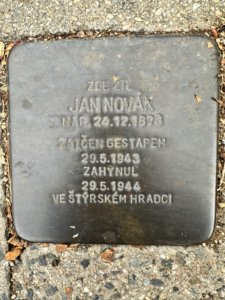 ZDE ŽIL
JAN NOVÁK
NAR. 24.12.1893
ZATČEN GESTAPEM
29.5.1943
ZAHYNUL
29.5.1944
VE ŠTÝRSKÉM HRADCI